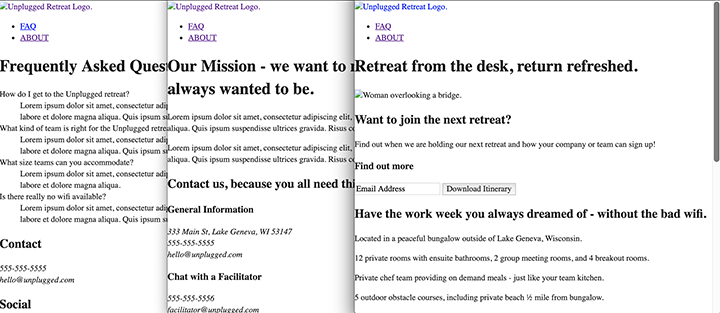 Unplugged Retreat Logo.
FAQ
ABOUT
Frequently Asked Ques
How do I get to the Unplugged retreat?
Lorem ipsum dolor sit amet, consectetur adip
labore et dolore magna aliqua. Quis ipsum su
What kind of team is right for the Unplugged retrea
Lorem ipsum dolor sit amet, consectetur adip
labore et dolore magna aliqua. Quis ipsum su
What size teams can you accommodate?
Lorem ipsum dolor sit amet, consectetur adip
labore et dolore magna aliqua.
Is there really no wifi available?
Lorem ipsum dolor sit amet, consectetur adip
labore et dolore magna aliqua. Quis ipsum su
Contact
555-555-5555
hello@unplugged.com
Social
Unplugged Retreat Logo.
FAQ
ABOUT
Our Mission - we want to
always wanted to be.
Lorem ipsum dolor sit amet, consectetur adipiscing elit,
aliqua. Quis ipsum suspendisse ultrices gravida. Risus co
Lorem ipsum dolor sit amet, consectetur adipiscing elit,
aliqua. Quis ipsum suspendisse ultrices gravida. Risus co
Contact us, because you all need thi
General Information
333 Main St, Lake Geneva, WI 53147
555-555-5555
hello@unplugged.com
Chat with a Facilitator
555-555-5556
facilitator@unplugged.com
Unplugged Retreat Logo.
FAQ
ABOUT
Retreat from the desk, return refreshed.
Woman overlooking a bridge.
Want to join the next retreat?
Find out when we are holding our next retreat and how your company or team can sign up!
Find out more
Email Address
Download Itinerary
Have the work week you always dreamed of - without the bad wifi.
Located in a peaceful bungalow outside of Lake Geneva, Wisconsin.
12 private rooms with ensuite bathrooms, 2 group meeting rooms, and 4 breakout rooms.
Private chef team providing on demand meals - just like your team kitchen.
5 outdoor obstacle courses, including private beach ½ mile from bungalow.